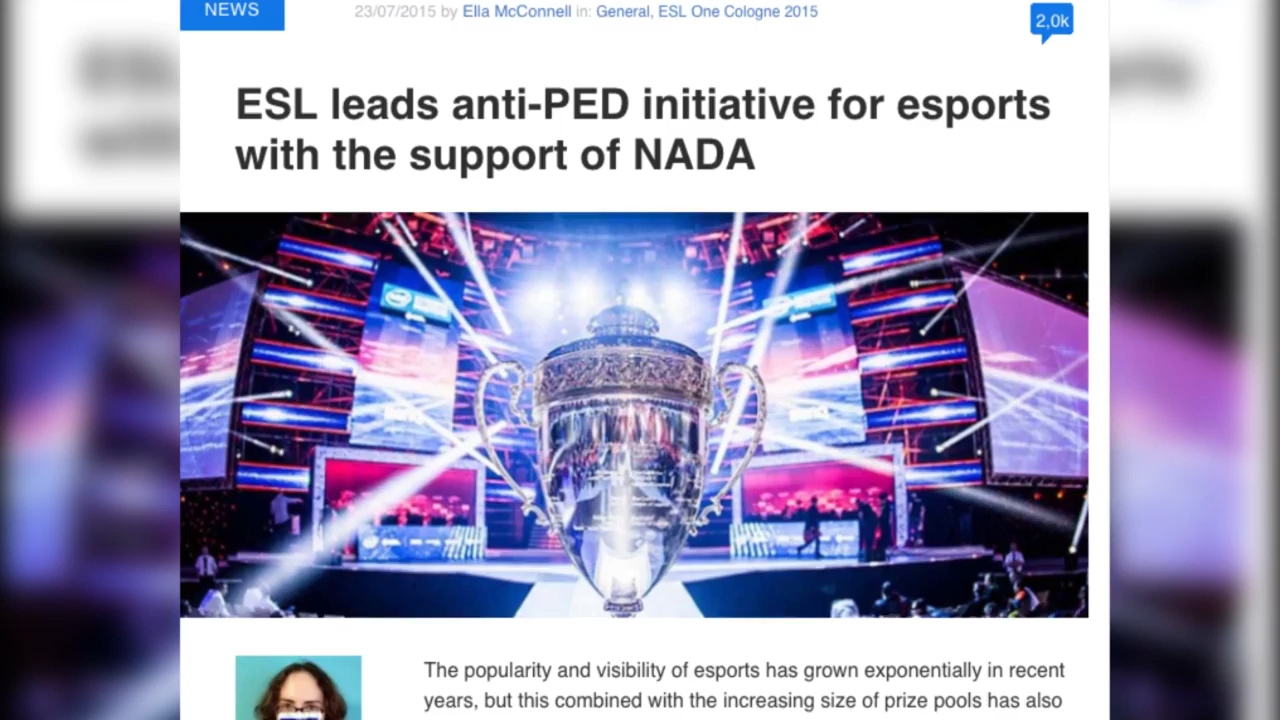 NEWS
23/07/2015 by Ella McConnell in: General, ESL One Cologne 2015
2,0k
ESL leads anti-PED initiative for esports
with the support of NADA
The popularity and visibility of esports has grown exponentially in recent
years, but this combined with the increasing size of prize pools has also